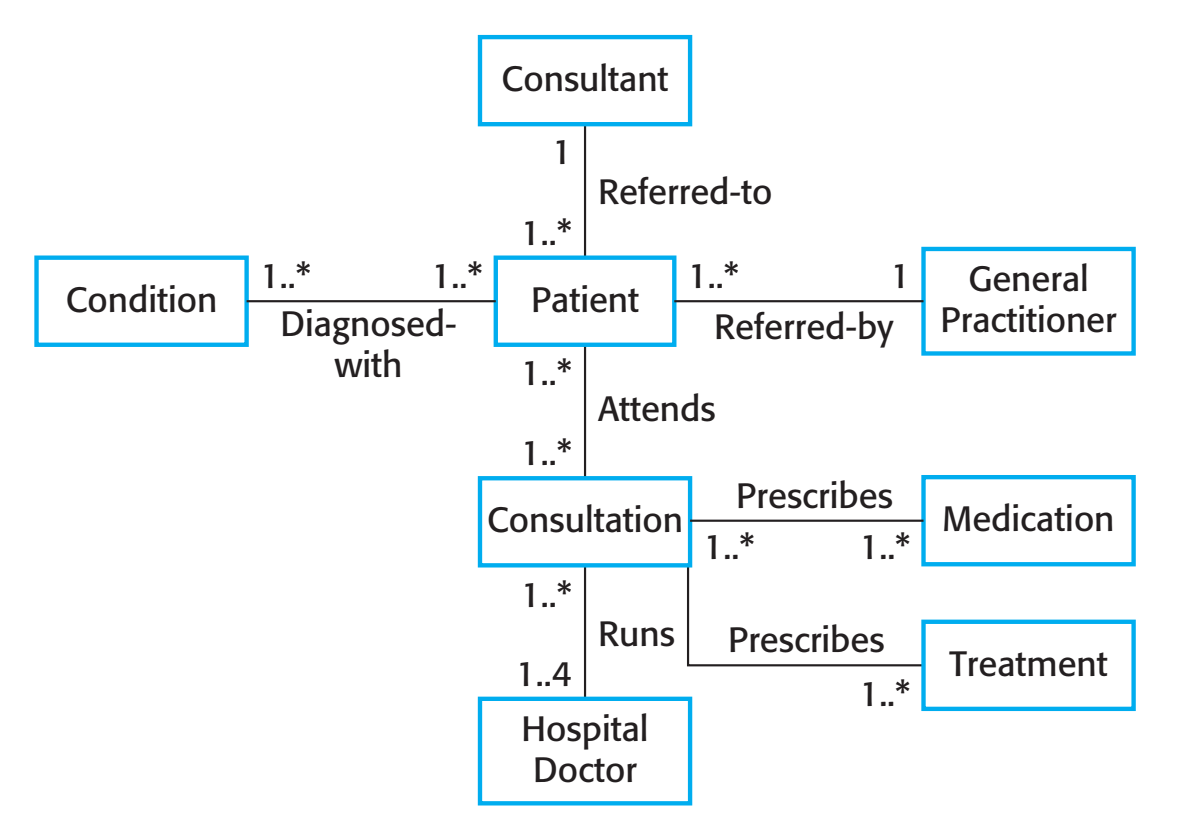 Consultant
1
Referred-to
1..*
1..*
1..*
1..*
1
Condition
Patient
General
Practitioner
Diagnosed-
with
Referred-by
1..*
Attends
1..*
Prescribes
Consultation
Medication
1..*
1..*
1..*
Runs
Prescribes
Treatment
1..4
1..*
Hospital
Doctor